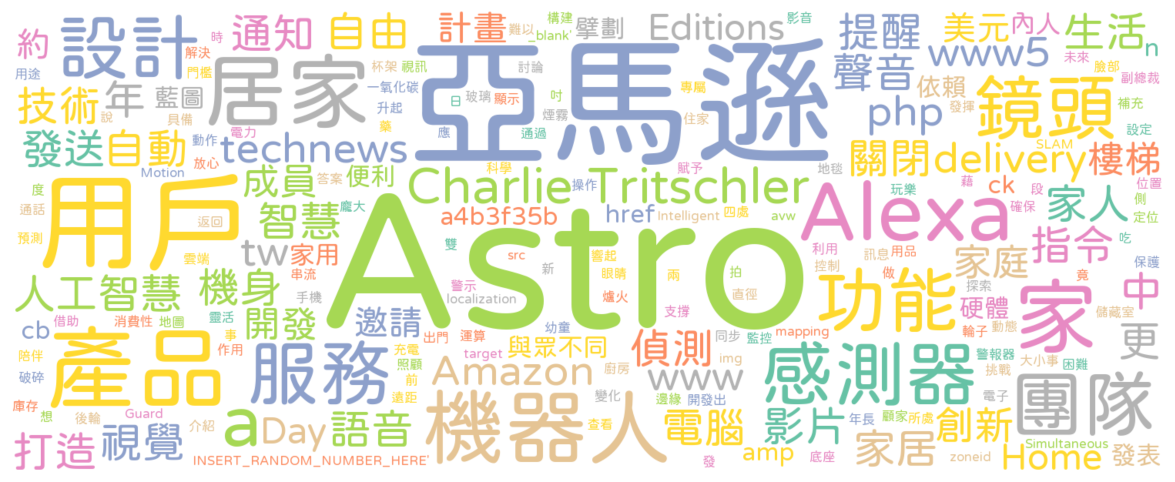 約
設計
時
通知
解決
自由
計畫
難以
_blank'
構建
擘劃
影音
Editions
提醒
美元
內人
生活
n
用途
門檻
杯架
視訊
討論
亞馬遜
聲音
www5
未來
臉部
副總裁
技術
年
說
藍圖
具備
居家
一氧化碳
升起
藥
日
玻璃
顯示
專屬
煙霧
吋
住家
依賴
發揮
php
鏡頭
補充
設定
發送
自動
動作
電力
放心
technews
應
通過
科學
賦予
地毯
關閉
delivery
SLAM
樓梯
Motion
用戶
度
通話
預測
返回
雲端
成員
答案
便利
龐大
智慧
Charlie Tritschler
操作
玩樂
ck
藉
確保
段
位置
側
定位
吃
a4b3f35b
href
Intelligent
四處
avw
Alexa
家人
指令
tw
家用
串流
手機
src
新
雙
響起
眼睛
兩
拍
直徑
利用
控制
訊息
用品
做
探索
家庭
竟
保護
人工智慧
機身
Astro
警示
localization
爐火
支撐
功能
硬體
輪子
儲藏室
動態
家
中
cb
借助
消費性
地圖
靈活
事
作用
開發
邀請
出門
運算
幼童
與眾不同
偵測
同步
監控
mapping
感測器
警報器
挑戰
大小事
困難
更
產品
陪伴
破碎
庫存
想
後輪
Guard
介紹
服務
充電
照顧
前
遠距
target
Amazon
廚房
img
www
變化
邊緣
開發出
電子
團隊
打造
視覺
a
Day
語音
機器人
查看
發
電腦
影片
年長
顧家
所處
創新
底座
家居
Simultaneous
INSERT_RANDOM_NUMBER_HERE'
amp
zoneid
Home
發表